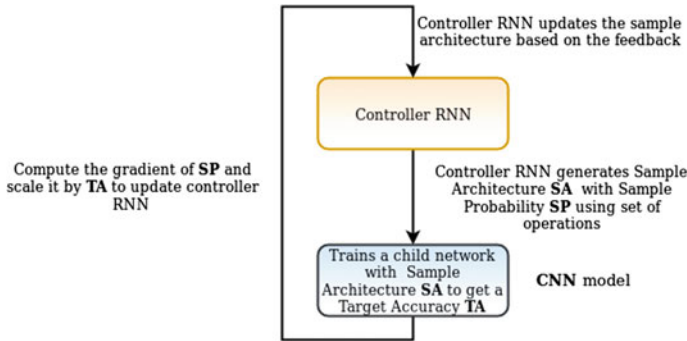 Controller RNN updates the sample
architecture based on the feedback
Controller RNN
Compute the gradient of SP and
scale it by TA to update controller
RNN
Controller RNN generates Sample
Architecture SA with Sample
Probability SP using set of
operations
Trains a child network
with Sample
Architecture SA to get a
Target Accuracy TA
CNN model